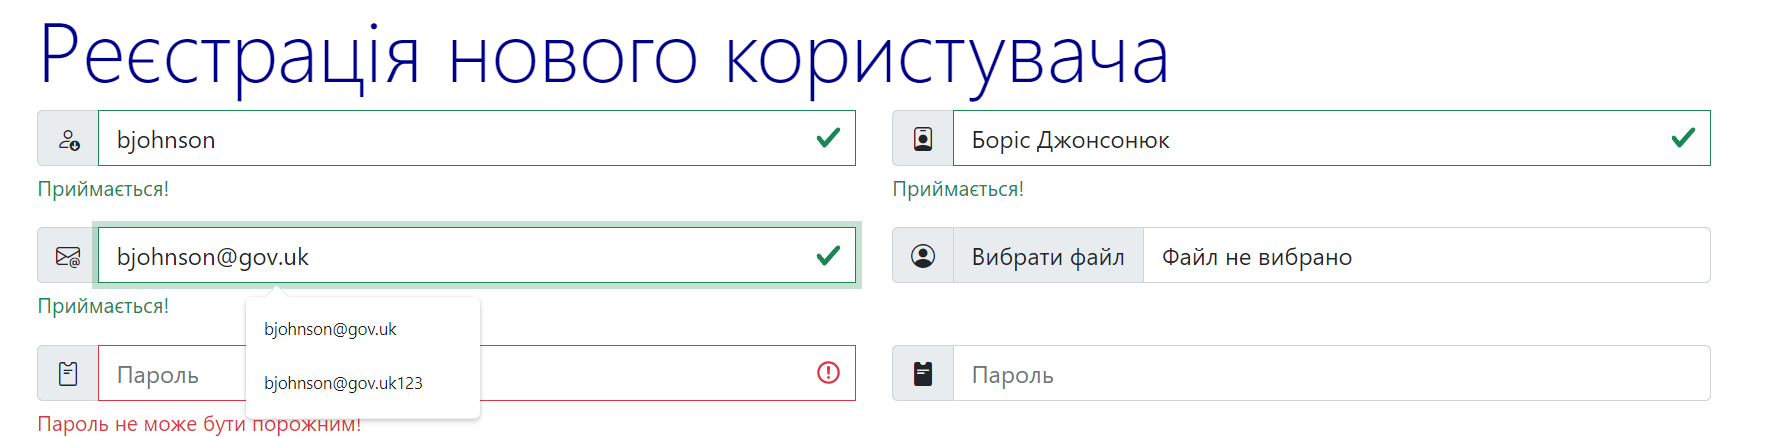 Реєстрація нового користувача
bjohnson
Боріс Джонсонюк
Приймається!
Приймається!
bjohnson@gov.uk
Вибрати файл Файл не вибрано
Приймається!
bjohnson@gov.uk
bjohnson@gov.uk123
Пароль
Пароль
Пароль не може бути порожним!